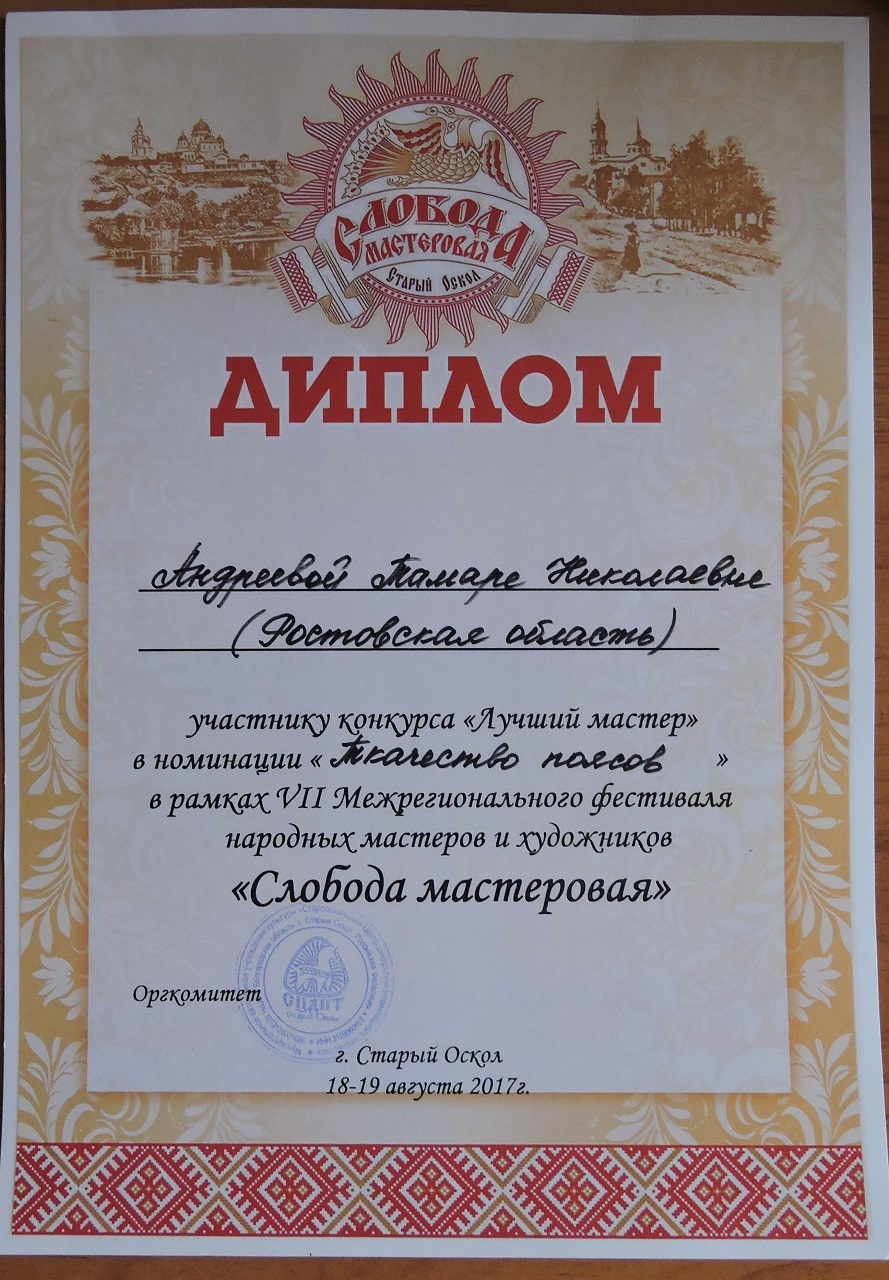 СЛОБОДА
МАСТЕРОВАЯ
Старый Оскол
ДИПЛОМ
Андреевой Тамаре Николаевне
(Ростовская область)
участнику конкурса «Лучший мастер»
в номинации «Ткачество поясов»
в рамках VII Межрегионального фестиваля
народных мастеров и художников
«Слобода мастеровая»
Оргкомитет
СЦДПТ
г. Старый Оскол
18-19 августа 2017г.